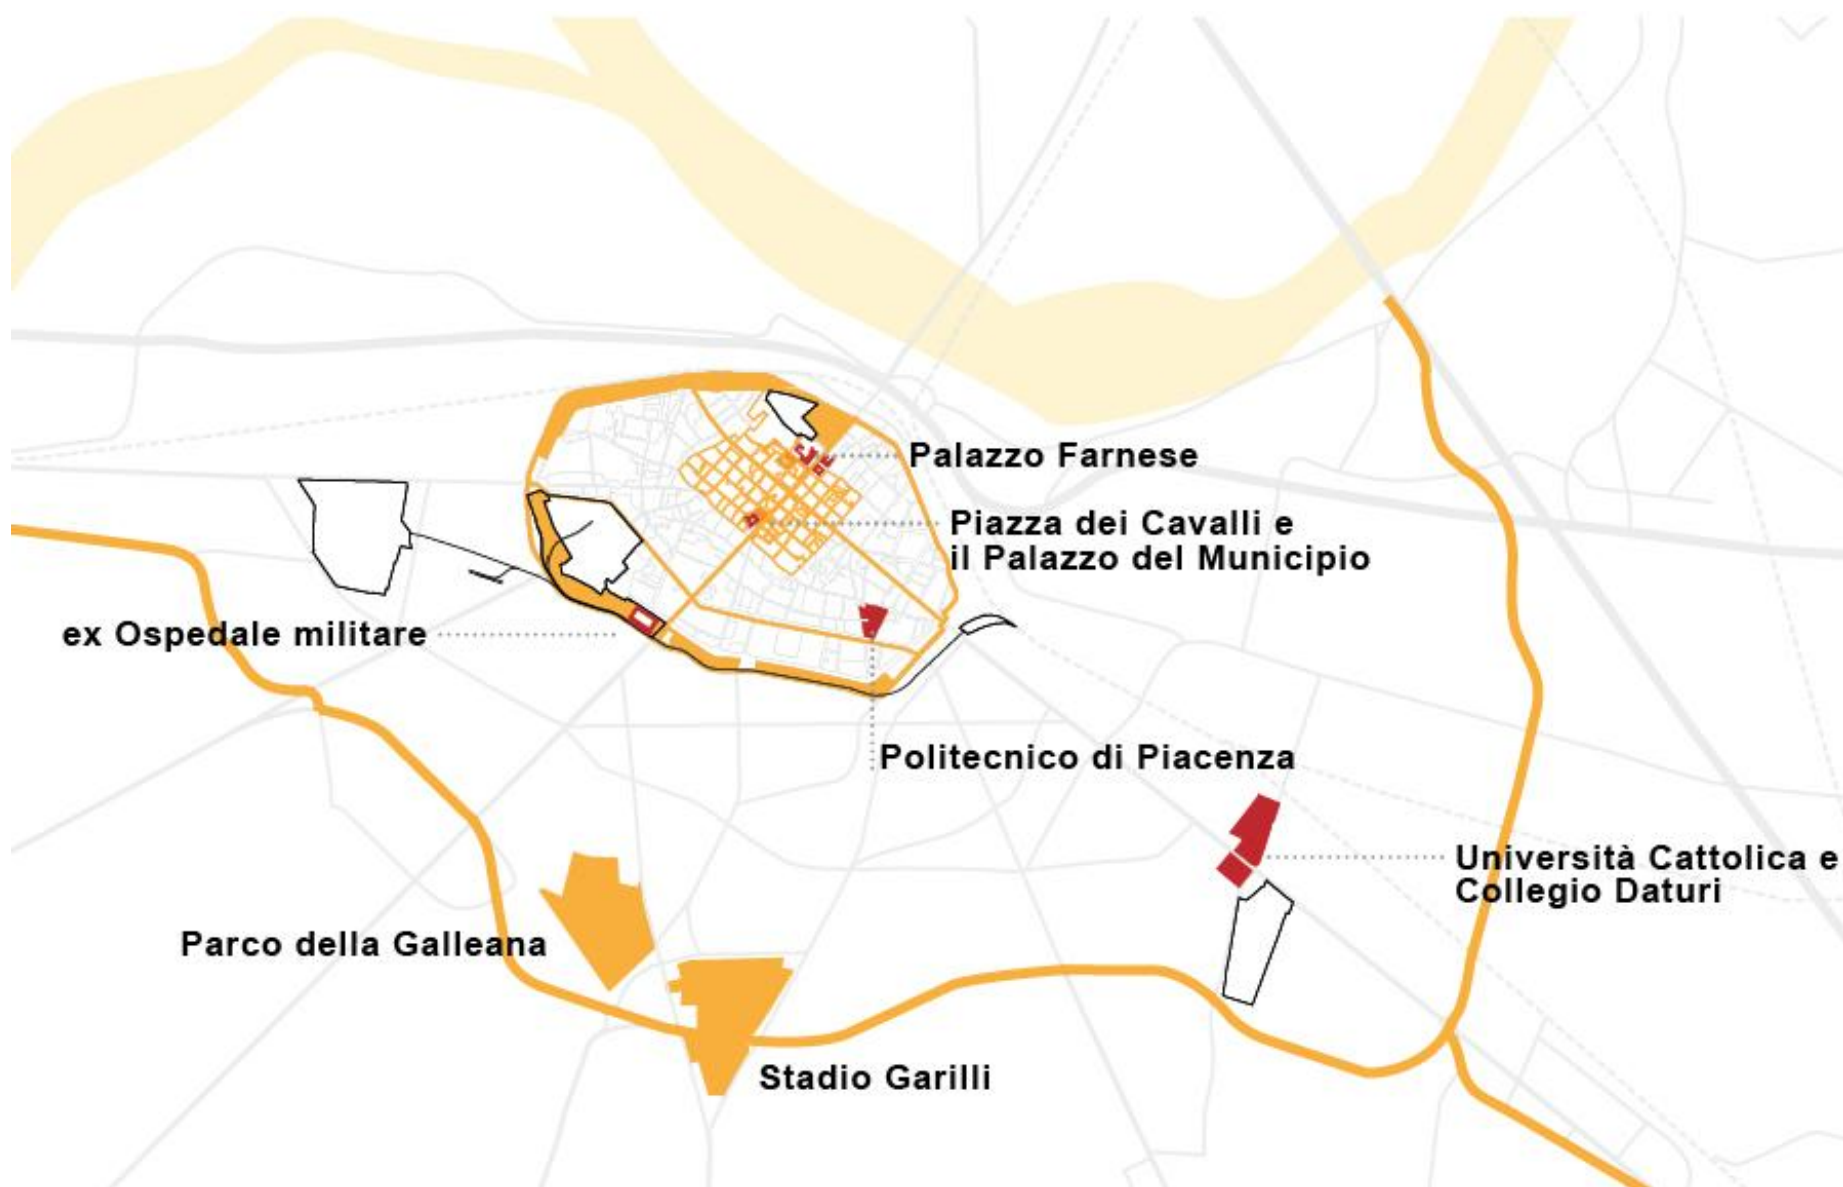 Palazzo Farnese
Piazza dei Cavalli e
il Palazzo del Municipio
ex Ospedale militare
Politecnico di Piacenza
Università Cattolica e
Collegio Daturi
Parco della Galleana
Stadio Garilli